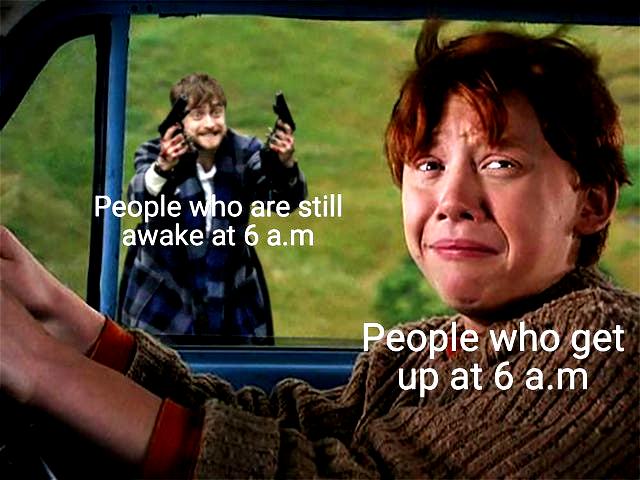 People who are still
awake at 6 a.m
People who get
up at 6 a.m